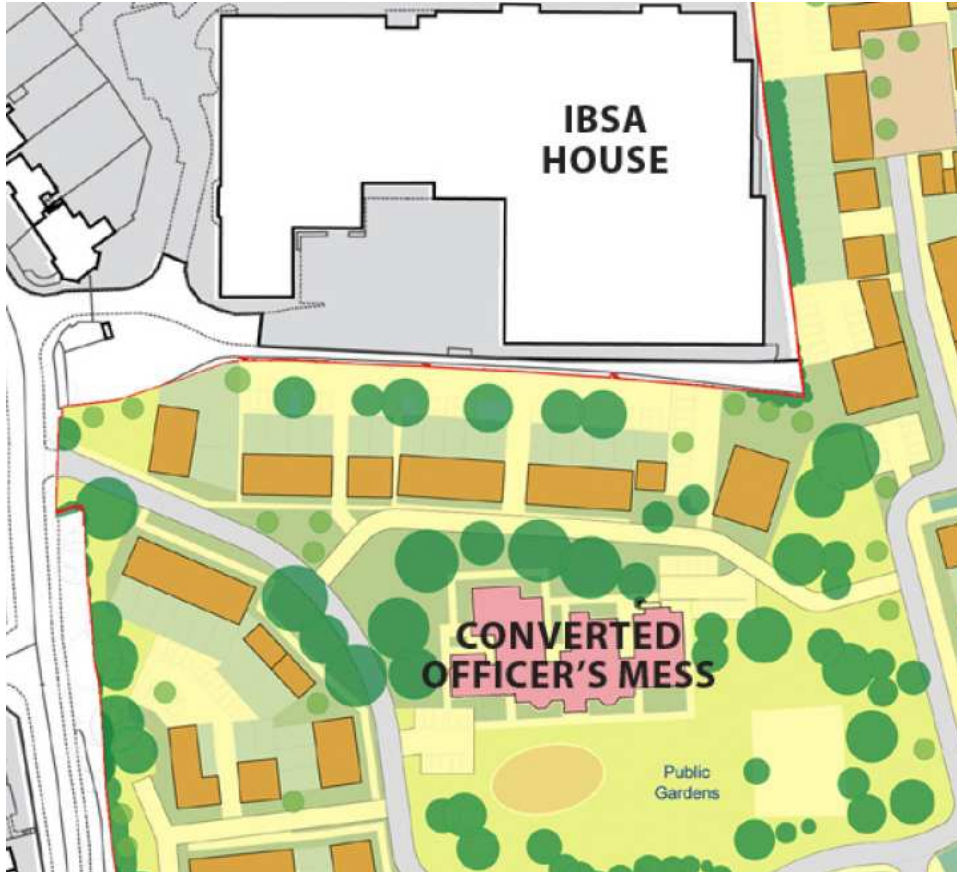 IBSA
HOUSE
CONVERTED
OFFICER'S MESS
Public
Gardens